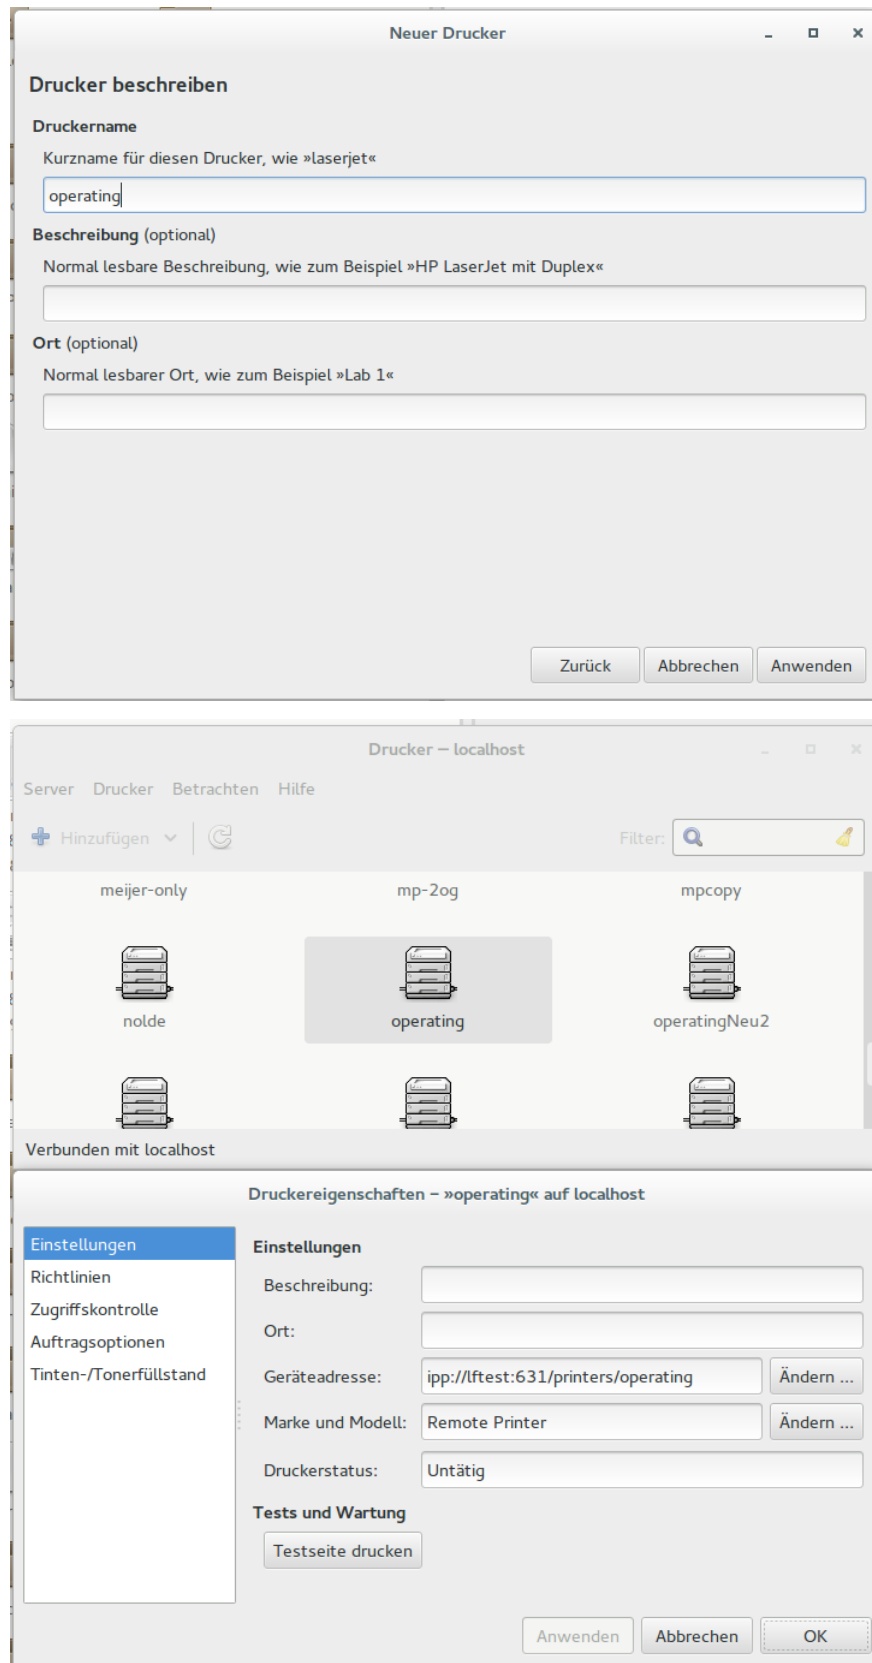 Neuer Drucker
Drucker beschreiben
Druckername
Kurzname für diesen Drucker, wie »laserjet«
operating
Beschreibung (optional)
Normal lesbare Beschreibung, wie zum Beispiel »HP LaserJet mit Duplex«
Ort (optional)
Normal lesbarer Ort, wie zum Beispiel »Lab 1«
Zurück Abbrechen Anwenden
Drucker – localhost
Server Drucker Betrachten Hilfe
Hinzufügen Filter:
meijer-only mp-2og mpcopy
nolde operating operatingNeu2
Verbunden mit localhost
Druckereigenschaften – »operating« auf localhost
Einstellungen
Richtlinien
Zugriffskontrolle
Auftragsoptionen
Tinten-/Tonerfüllstand
Einstellungen
Beschreibung:
Ort:
Geräteadresse: ipp://lftest:631/printers/operating Ändern ...
Marke und Modell: Remote Printer Ändern ...
Druckerstatus: Untätig
Tests und Wartung
Testseite drucken
Anwenden Abbrechen OK